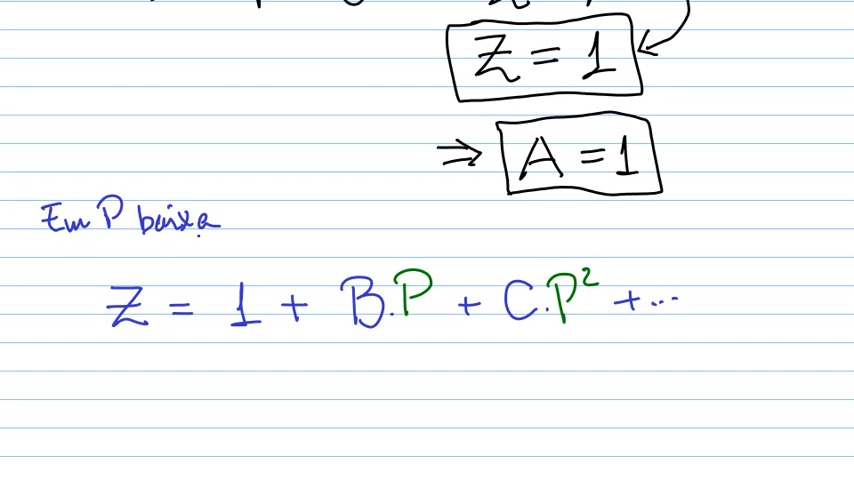 Z = 1
⇒ A = 1
Em P baixa
Z = 1 + B.P + C.P² + ...